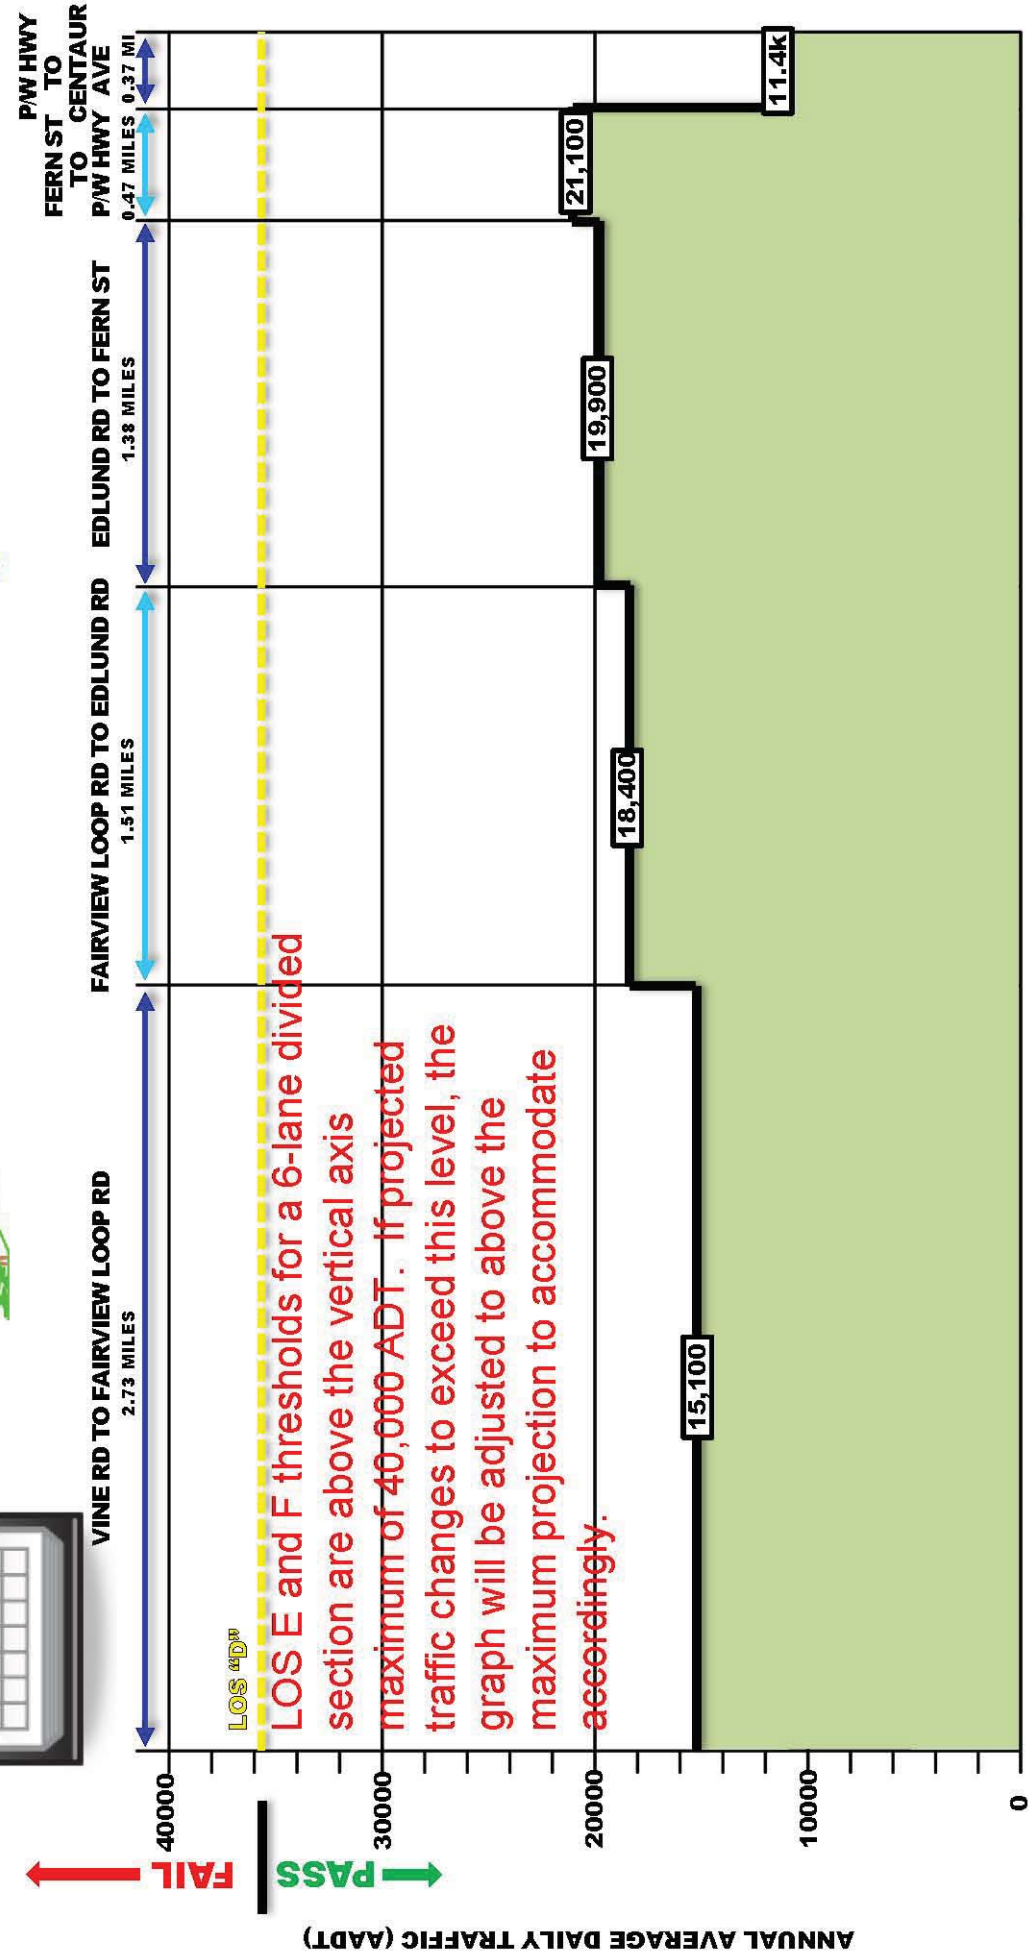 VINE RD TO FAIRVIEW LOOP RD
2.73 MILES
FAIRVIEW LOOP RD TO EDLUND RD
1.51 MILES
EDLUND RD TO FERN ST
1.38 MILES
FERN ST
TO
P/W HWY
0.47 MILES
P/W HWY
TO
CENTAUR
AVE
0.37 MI
FAIL
PASS
ANNUAL AVERAGE DAILY TRAFFIC (AADT)
40000
30000
20000
10000
0
LOS "D"
LOS E and F thresholds for a 6-lane divided
section are above the vertical axis
maximum of 40,000 ADT. If projected
traffic changes to exceed this level, the
graph will be adjusted to above the
maximum projection to accommodate
accordingly.
15,100
18,400
19,900
21,100
11.4k